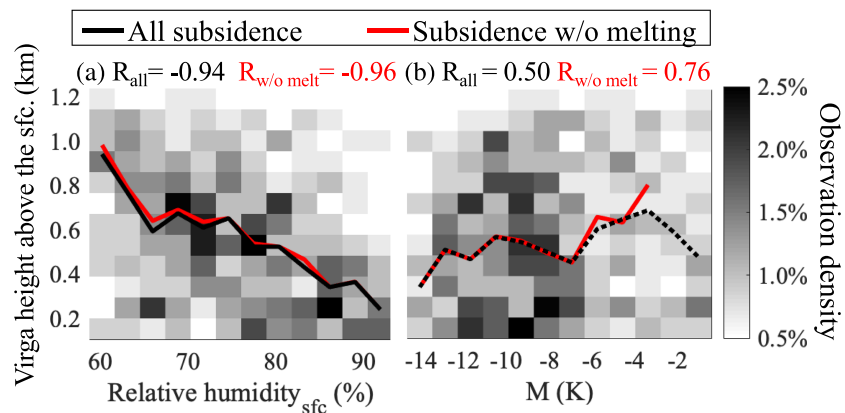 All subsidence Subsidence w/o melting
(a) R_all = -0.94 R_w/o melt = -0.96 (b) R_all = 0.50 R_w/o melt = 0.76
Virga height above the sfc. (km)
1.2
1.0
0.8
0.6
0.4
0.2
60 70 80 90
Relative humidity_sfc (%)
-14 -12 -10 -8 -6 -4 -2
M (K)
2.5%
2.0%
1.5%
1.0%
0.5%
Observation density